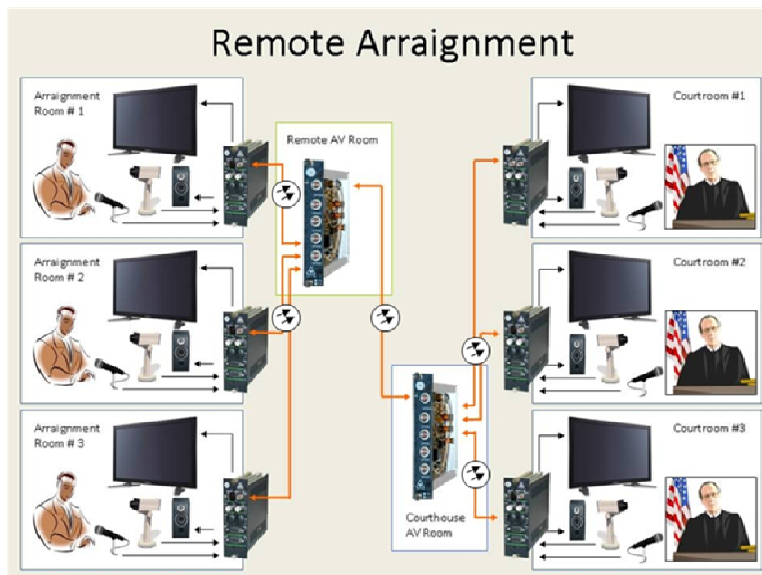 Remote Arraignment
Arraignment
Room # 1
Remote AV Room
Courtroom #1
Arraignment
Room # 2
Courtroom #2
Arraignment
Room # 3
Courtroom #3
Courthouse
AV Room